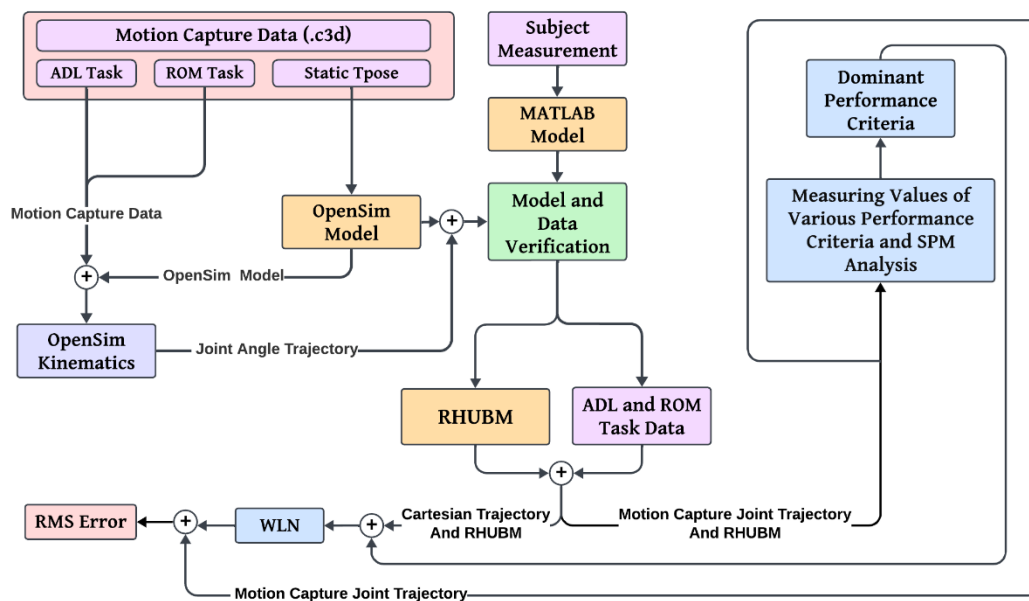 Motion Capture Data (.c3d)
ADL Task
ROM Task
Static Tpose
Subject
Measurement
MATLAB
Model
Dominant
Performance
Criteria
Measuring Values of
Various Performance
Criteria and SPM
Analysis
Motion Capture Data
OpenSim
Model
+
Model and
Data
Verification
OpenSim Model
+
OpenSim
Kinematics
Joint Angle Trajectory
RHUBM
ADL and ROM
Task Data
+
RMS Error
+
WLN
+
Cartesian Trajectory
And RHUBM
Motion Capture Joint Trajectory
And RHUBM
Motion Capture Joint Trajectory